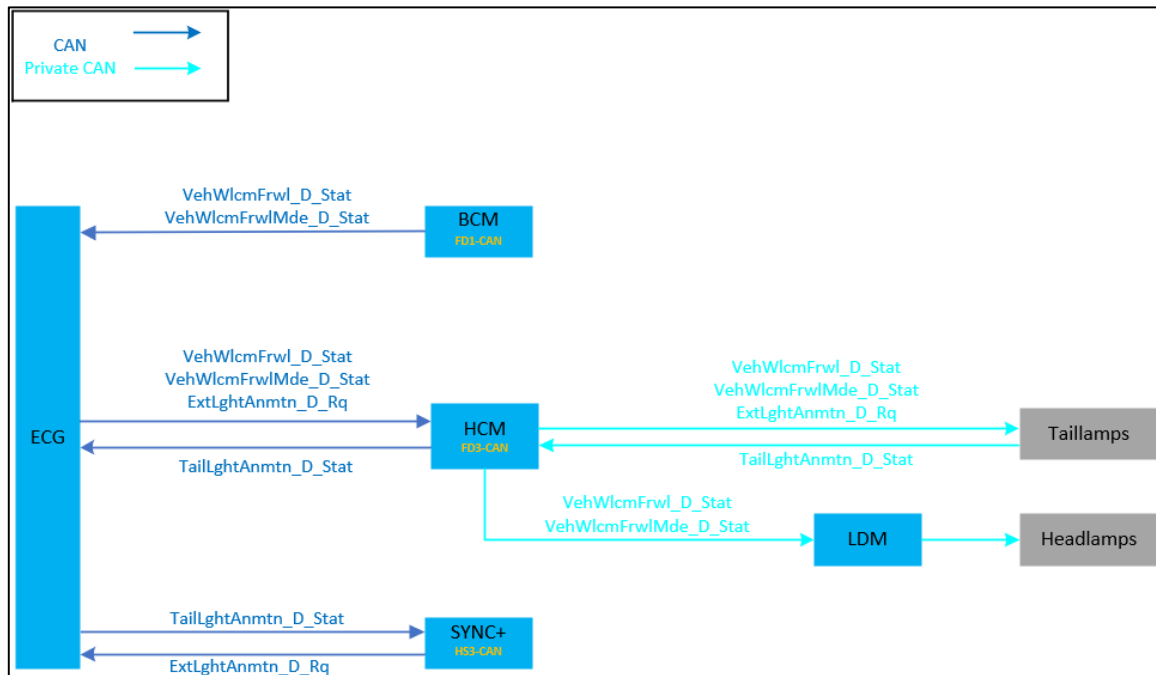 CAN
Private CAN
VehWlcmFrwl_D_Stat
VehWlcmFrwlMde_D_Stat
BCM
FD1-CAN
ECG
VehWlcmFrwl_D_Stat
VehWlcmFrwlMde_D_Stat
ExtLghtAnmtn_D_Rq
HCM
FD3-CAN
TailLghtAnmtn_D_Stat
VehWlcmFrwl_D_Stat
VehWlcmFrwlMde_D_Stat
ExtLghtAnmtn_D_Rq
Taillamps
TailLghtAnmtn_D_Stat
VehWlcmFrwl_D_Stat
VehWlcmFrwlMde_D_Stat
LDM
Headlamps
TailLghtAnmtn_D_Stat
SYNC+
HS3-CAN
ExtLghtAnmtn_D_Rq